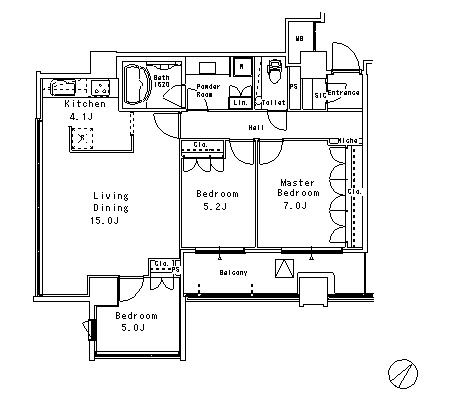 MB
Bath
1620
M
Powder
Room
Lin.
Toilet
PS
SIC
Entrance
Kitchen
4.1J
R
Hall
Niche
Clo.
Clo.
Living
Dining
15.0J
Bedroom
5.2J
Master
Bedroom
7.0J
Clo.
PS
Balcony
Bedroom
5.0J